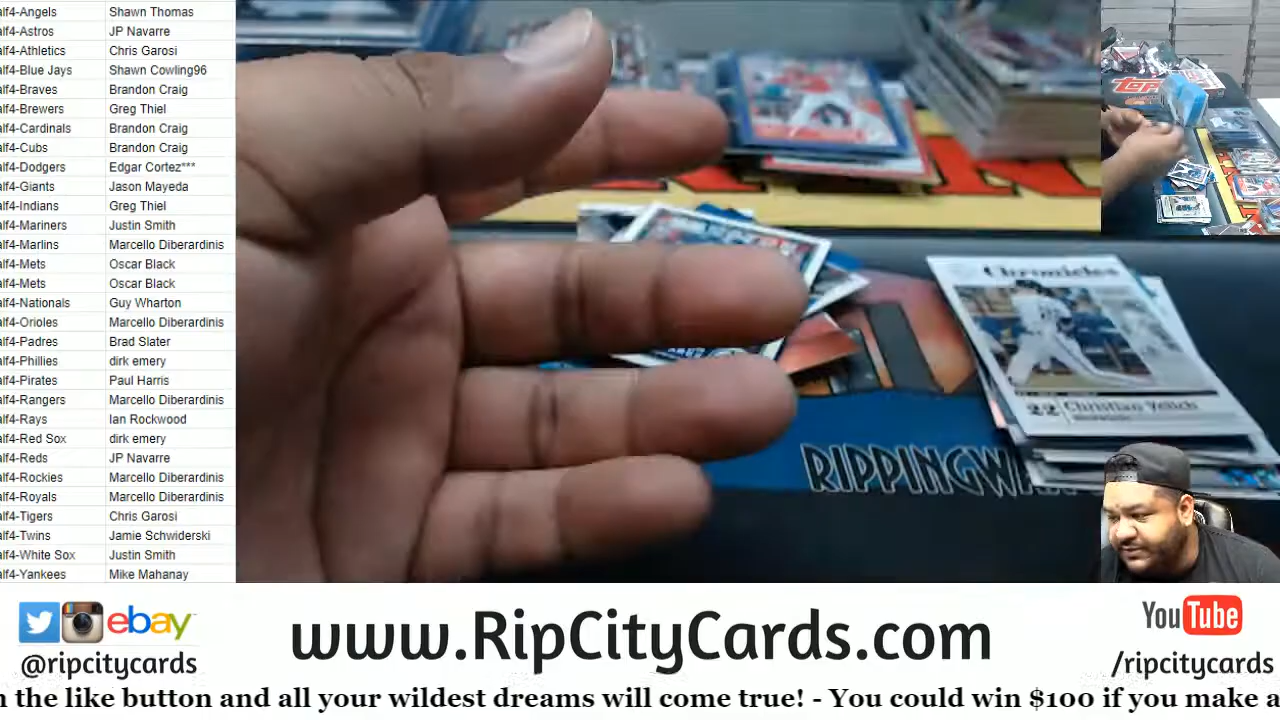 alf4-Angels Shawn Thomas
alf4-Astros JP Navarre
alf4-Athletics Chris Garosi
alf4-Blue Jays Shawn Cowling96
alf4-Braves Brandon Craig
alf4-Brewers Greg Thiel
alf4-Cardinals Brandon Craig
alf4-Cubs Brandon Craig
alf4-Dodgers Edgar Cortez***
alf4-Giants Jason Mayeda
alf4-Indians Greg Thiel
alf4-Mariners Justin Smith
alf4-Marlins Marcello Diberardinis
alf4-Mets Oscar Black
alf4-Mets Oscar Black
alf4-Nationals Guy Wharton
alf4-Orioles Marcello Diberardinis
alf4-Padres Brad Slater
alf4-Phillies dirk emery
alf4-Pirates Paul Harris
alf4-Rangers Marcello Diberardinis
alf4-Rays Ian Rockwood
alf4-Red Sox dirk emery
alf4-Reds JP Navarre
alf4-Rockies Marcello Diberardinis
alf4-Royals Marcello Diberardinis
alf4-Tigers Chris Garosi
alf4-Twins Jamie Schwiderski
alf4-White Sox Justin Smith
alf4-Yankees Mike Mahanay
Chronicles
22 Christian Yelich
RIPPINGWA
TOPPS
ebay
@ripcitycards
www.RipCityCards.com
YouTube
/ripcitycards
n the like button and all your wildest dreams will come true! - You could win $100 if you make a